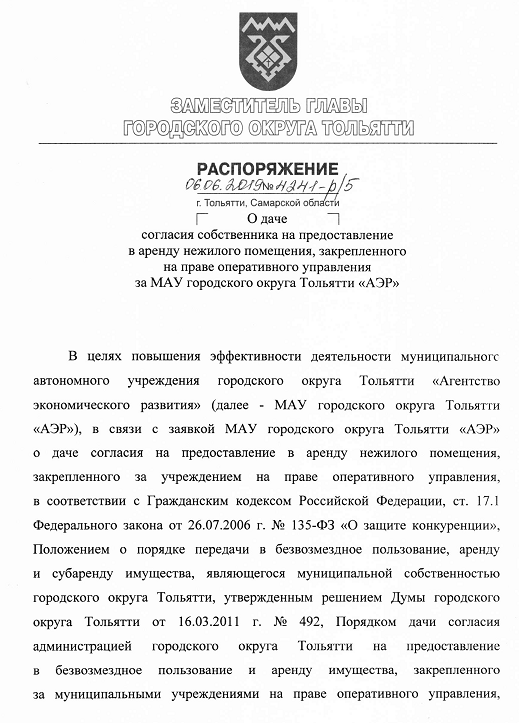 ЗАМЕСТИТЕЛЬ ГЛАВЫ
ГОРОДСКОГО ОКРУГА ТОЛЬЯТТИ
РАСПОРЯЖЕНИЕ
06.06.2019 № 4241-р/5
г. Тольятти, Самарской области
О даче
согласия собственника на предоставление
в аренду нежилого помещения, закрепленного
на праве оперативного управления
за МАУ городского округа Тольятти «АЭР»
В целях повышения эффективности деятельности муниципального
автономного учреждения городского округа Тольятти «Агентство
экономического развития» (далее - МАУ городского округа Тольятти
«АЭР»), в связи с заявкой МАУ городского округа Тольятти «АЭР»
о даче согласия на предоставление в аренду нежилого помещения,
закрепленного за учреждением на праве оперативного управления,
в соответствии с Гражданским кодексом Российской Федерации, ст. 17.1
Федерального закона от 26.07.2006 г. № 135-ФЗ «О защите конкуренции»,
Положением о порядке передачи в безвозмездное пользование, аренду
и субаренду имущества, являющегося муниципальной собственностью
городского округа Тольятти, утвержденным решением Думы городского
округа Тольятти от 16.03.2011 г. № 492, Порядком дачи согласия
администрацией городского округа Тольятти на предоставление
в безвозмездное пользование и аренду имущества, закрепленного
за муниципальными учреждениями на праве оперативного управления,